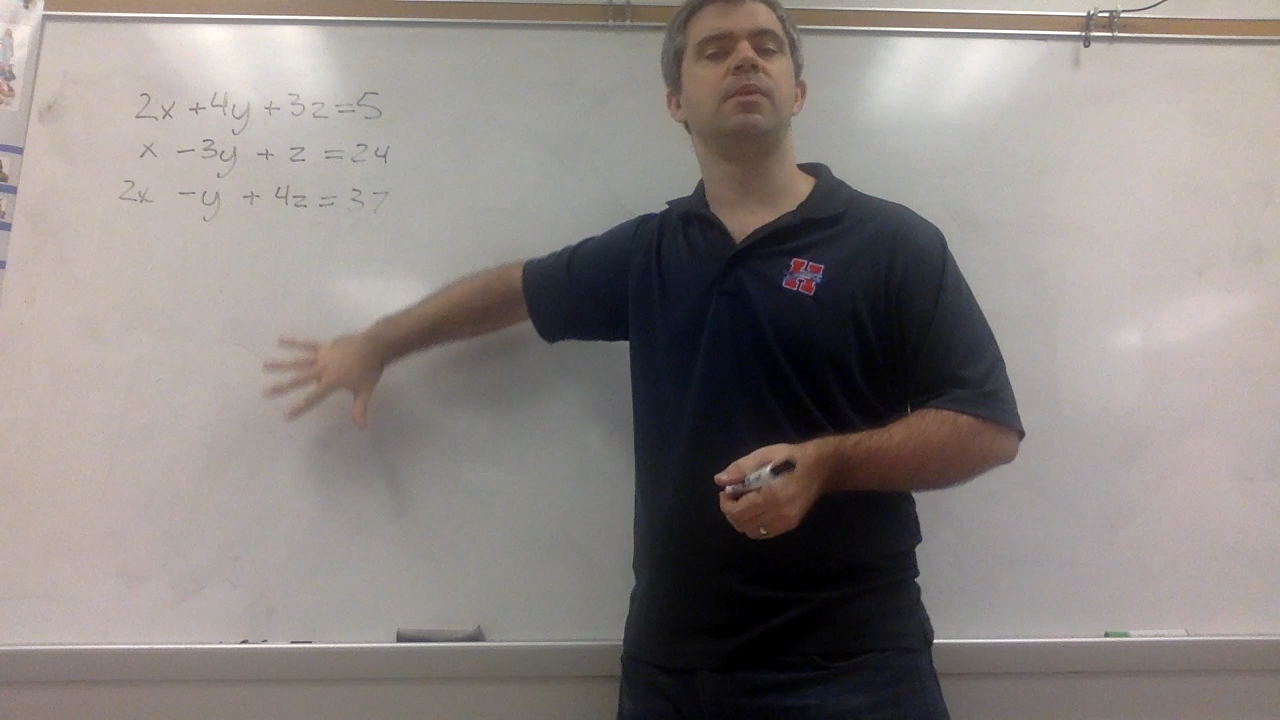 2x + 4y + 3z = 5
x - 3y + z = 24
2x - y + 4z = 37
H